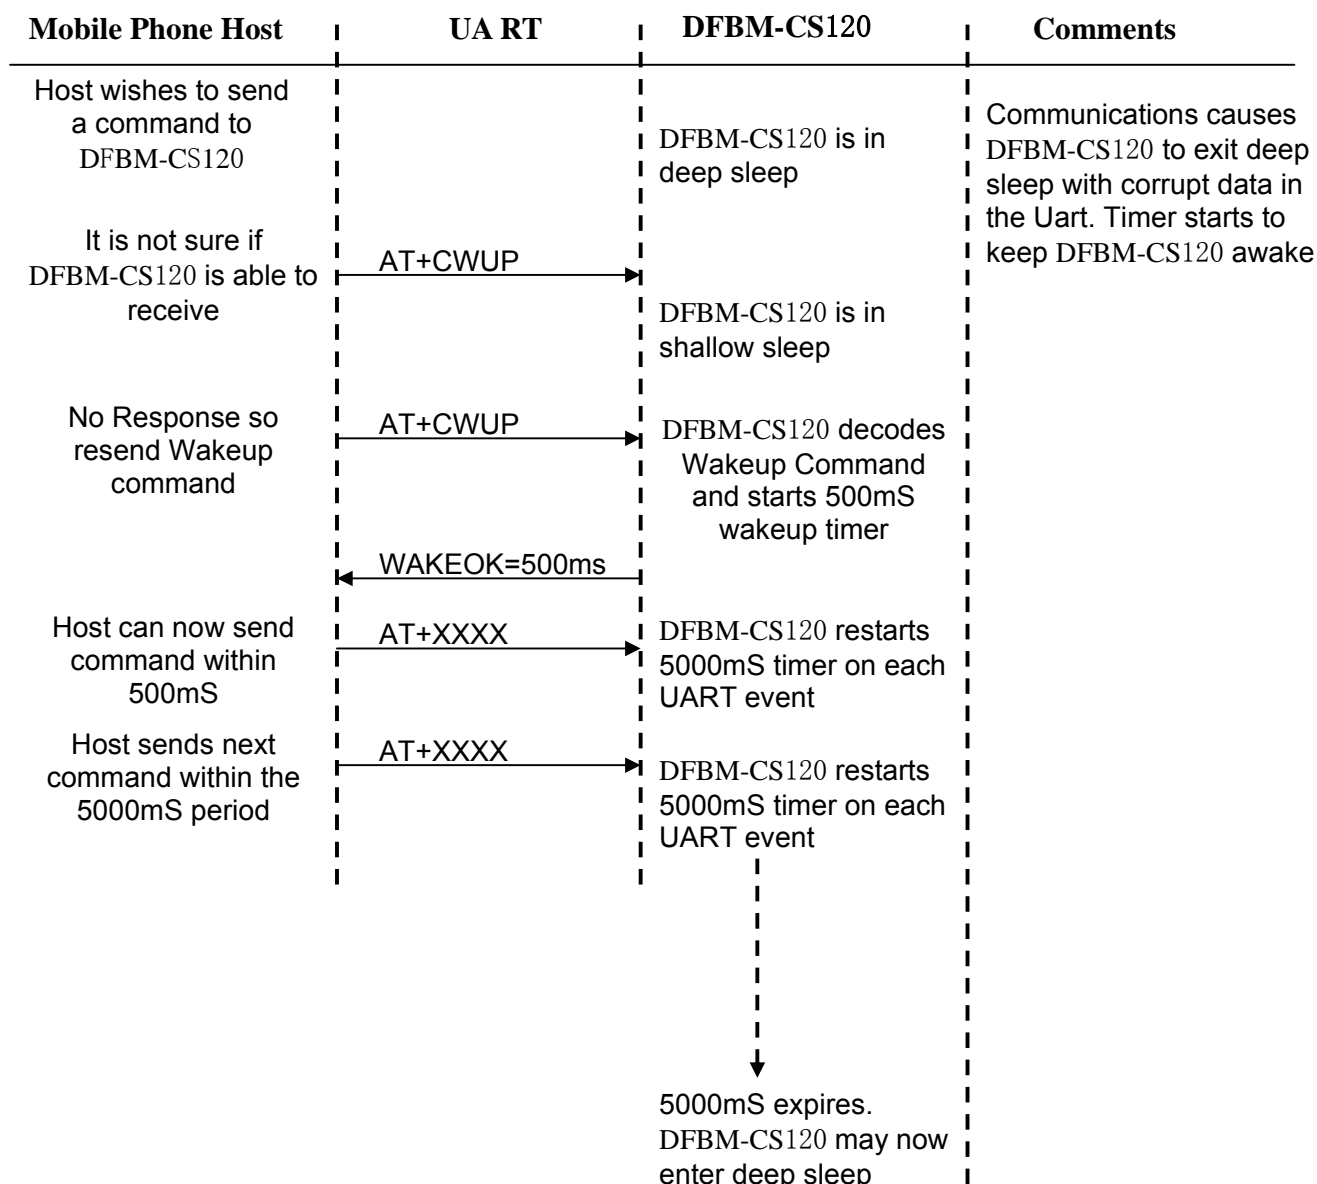 Mobile Phone Host
UA RT
DFBM-CS120
Comments
Host wishes to send
a command to
DFBM-CS120
DFBM-CS120 is in
deep sleep
Communications causes
DFBM-CS120 to exit deep
sleep with corrupt data in
the Uart. Timer starts to
keep DFBM-CS120 awake
It is not sure if
DFBM-CS120 is able to
receive
AT+CWUP
DFBM-CS120 is in
shallow sleep
No Response so
resend Wakeup
command
AT+CWUP
DFBM-CS120 decodes
Wakeup Command
and starts 500mS
wakeup timer
WAKEOK=500ms
Host can now send
command within
500mS
AT+XXXX
DFBM-CS120 restarts
5000mS timer on each
UART event
Host sends next
command within the
5000mS period
AT+XXXX
DFBM-CS120 restarts
5000mS timer on each
UART event
5000mS expires.
DFBM-CS120 may now
enter deep sleep